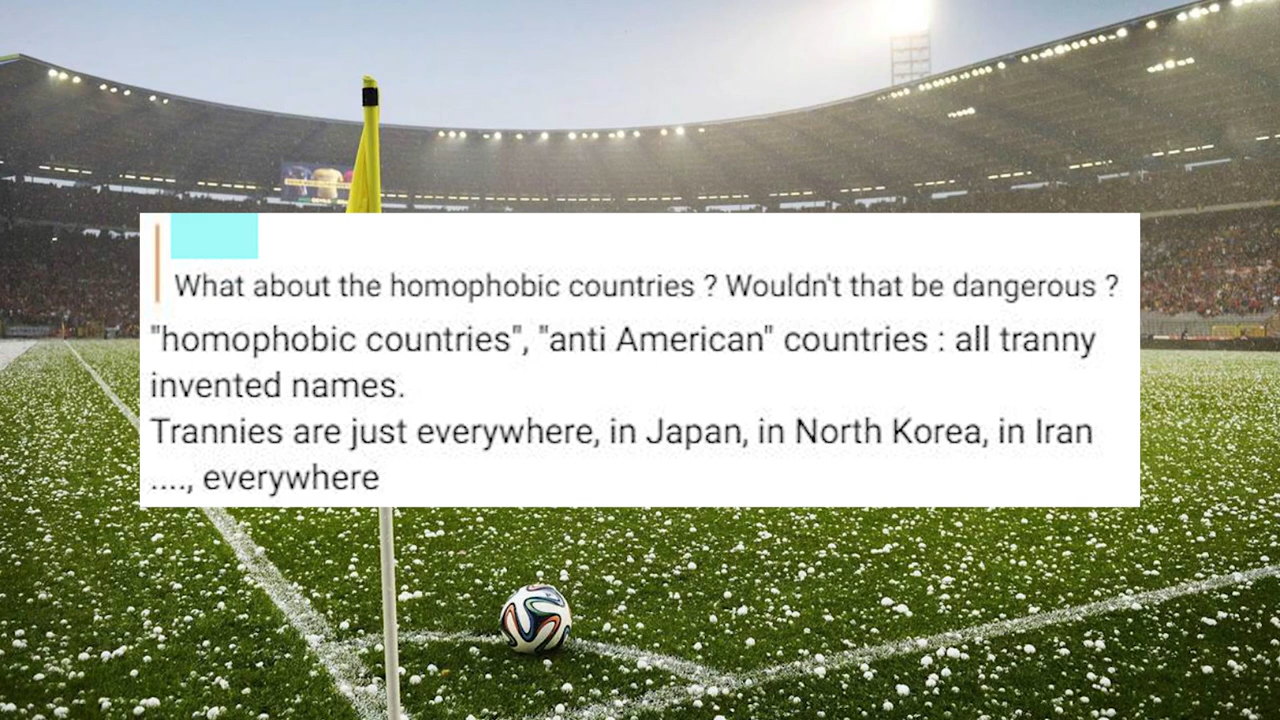 What about the homophobic countries ? Wouldn't that be dangerous ?
"homophobic countries", "anti American" countries : all tranny
invented names.
Trannies are just everywhere, in Japan, in North Korea, in Iran
...., everywhere